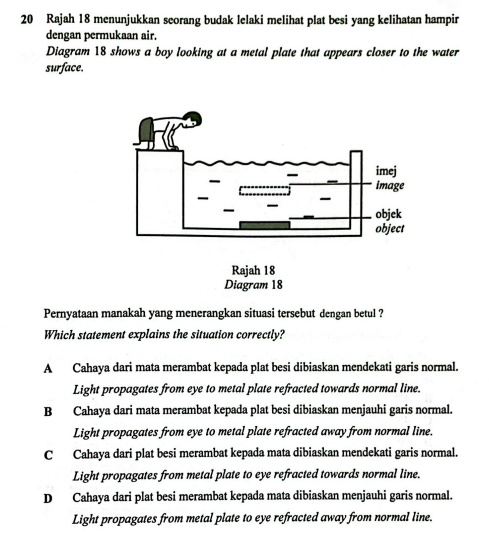 20 Rajah 18 menunjukkan seorang budak lelaki melihat plat besi yang kelihatan hampir
dengan permukaan air.
Diagram 18 shows a boy looking at a metal plate that appears closer to the water
surface.
imej
image
objek
object
Rajah 18
Diagram 18
Pernyataan manakah yang menerangkan situasi tersebut dengan betul ?
Which statement explains the situation correctly?
A Cahaya dari mata merambat kepada plat besi dibiaskan mendekati garis normal.
Light propagates from eye to metal plate refracted towards normal line.
B Cahaya dari mata merambat kepada plat besi dibiaskan menjauhi garis normal.
Light propagates from eye to metal plate refracted away from normal line.
C Cahaya dari plat besi merambat kepada mata dibiaskan mendekati garis normal.
Light propagates from metal plate to eye refracted towards normal line.
D Cahaya dari plat besi merambat kepada mata dibiaskan menjauhi garis normal.
Light propagates from metal plate to eye refracted away from normal line.